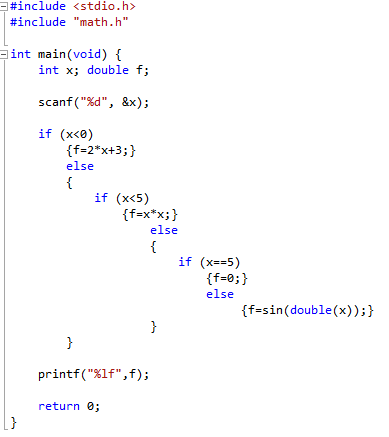 #include <stdio.h>
#include "math.h"
int main(void) {
int x; double f;
scanf("%d", &x);
if (x<0)
{f=2*x+3;}
else
{
if (x<5)
{f=x*x;}
else
{
if (x==5)
{f=0;}
else
{f=sin(double(x));}
}
}
printf("%lf",f);
return 0;
}